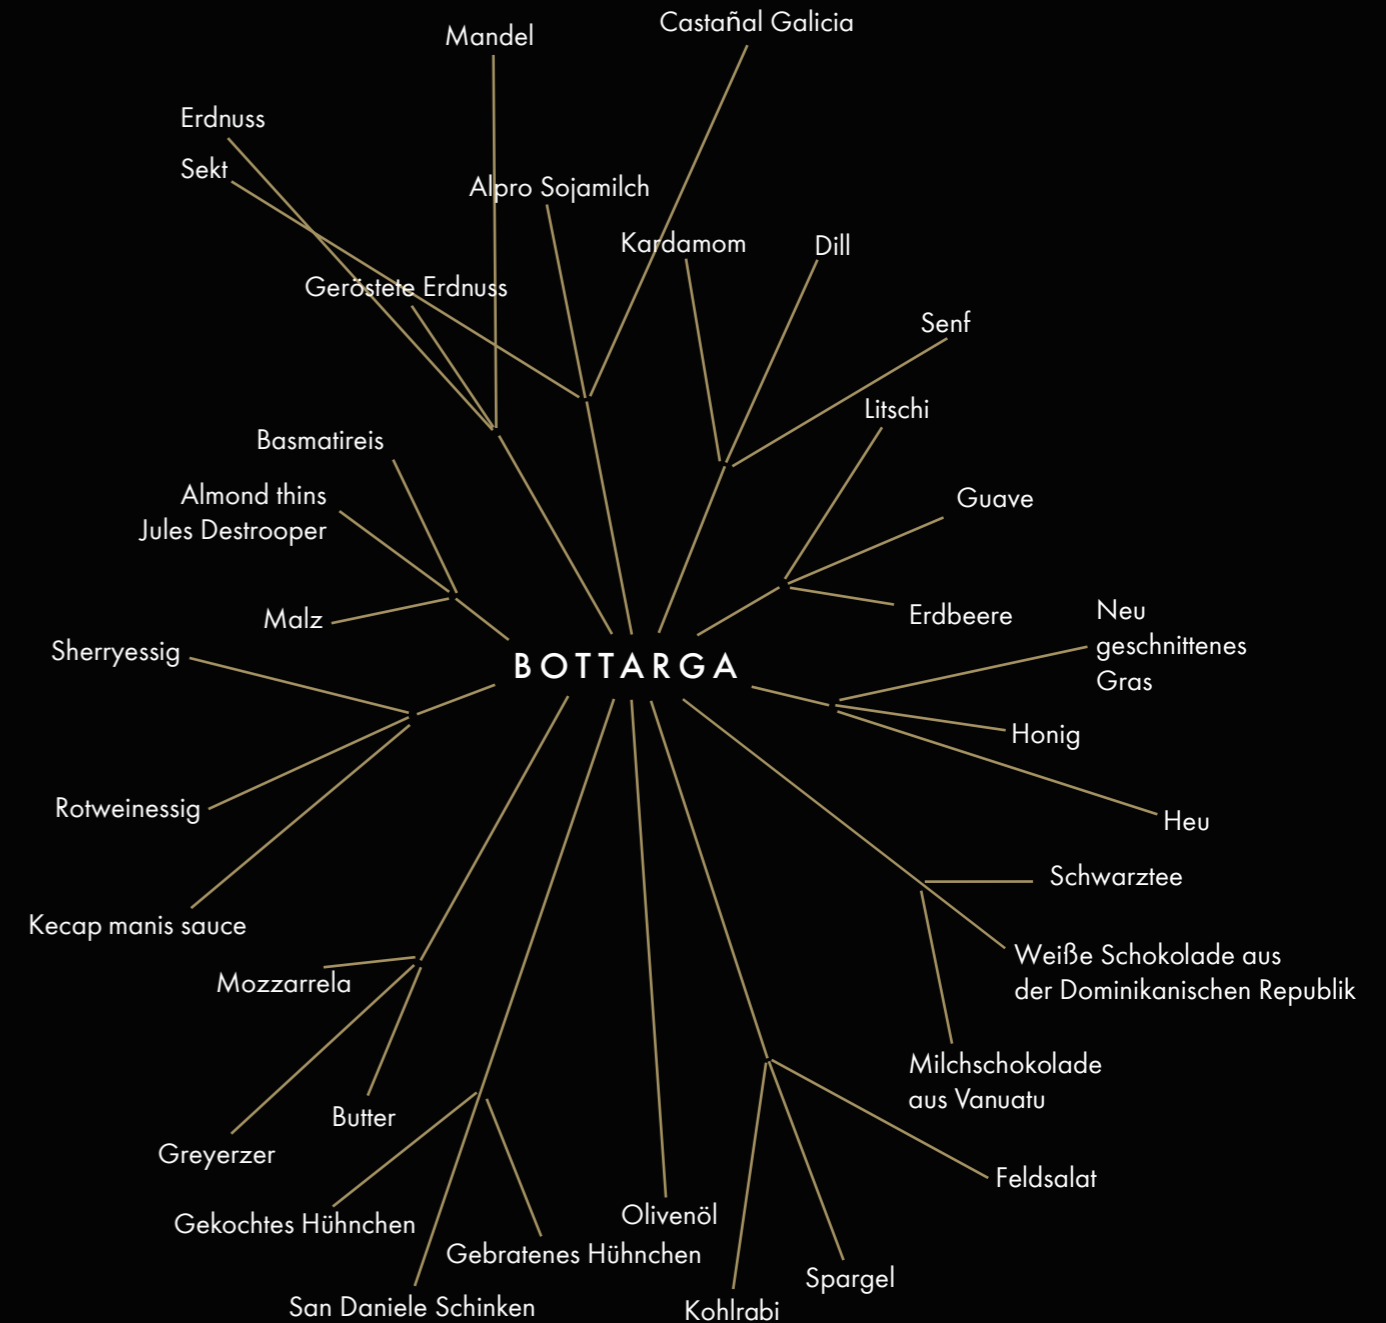 Castañal Galicia
Mandel
Erdnuss
Sekt
Alpro Sojamilch
Kardamom
Dill
Geröstete Erdnuss
Senf
Litschi
Basmatireis
Almond thins
Jules Destrooper
Guave
Malz
Erdbeere
Neu
geschnittenes
Gras
Sherryessig
BOTTARGA
Honig
Rotweinessig
Heu
Schwarztee
Kecap manis sauce
Weiße Schokolade aus
der Dominikanischen Republik
Mozzarrela
Milchschokolade
aus Vanuatu
Butter
Greyerzer
Feldsalat
Gekochtes Hühnchen
Olivenöl
Gebratenes Hühnchen
Spargel
San Daniele Schinken
Kohlrabi